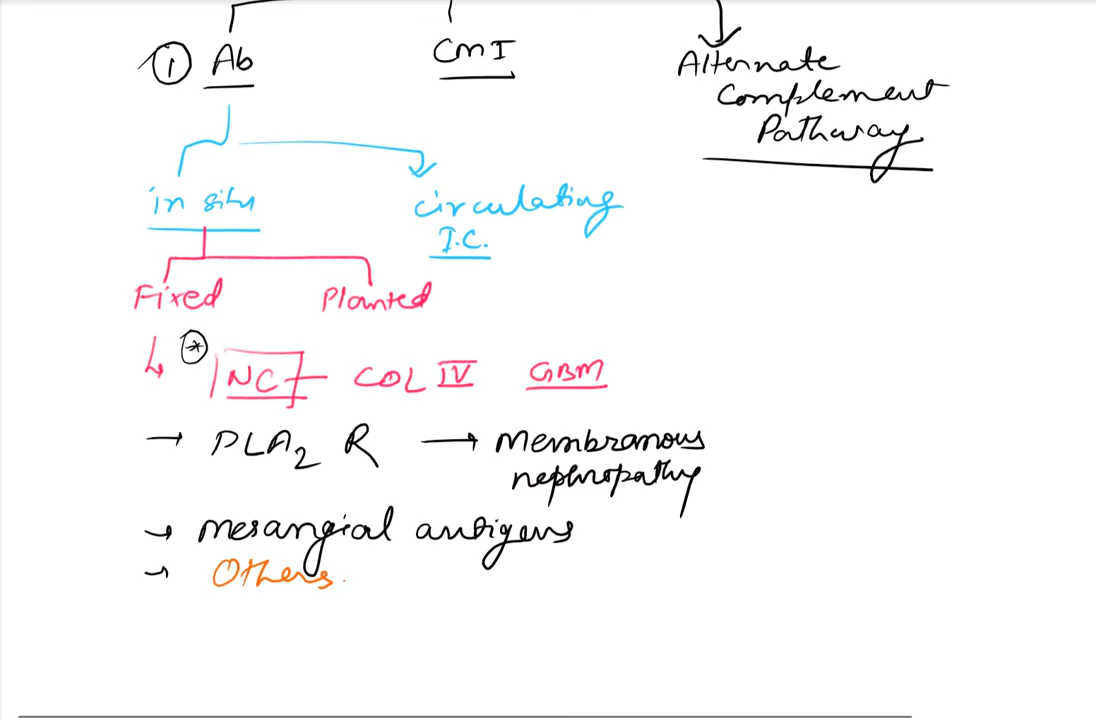 ① Ab CMI Alternate
Complement
Pathway
in situ circulating
I.C.
Fixed Planted
↳ * NC1 COL IV GBM
→ PLA₂ R → Membranous
nephropathy
→ mesangial antigens
→ Others.